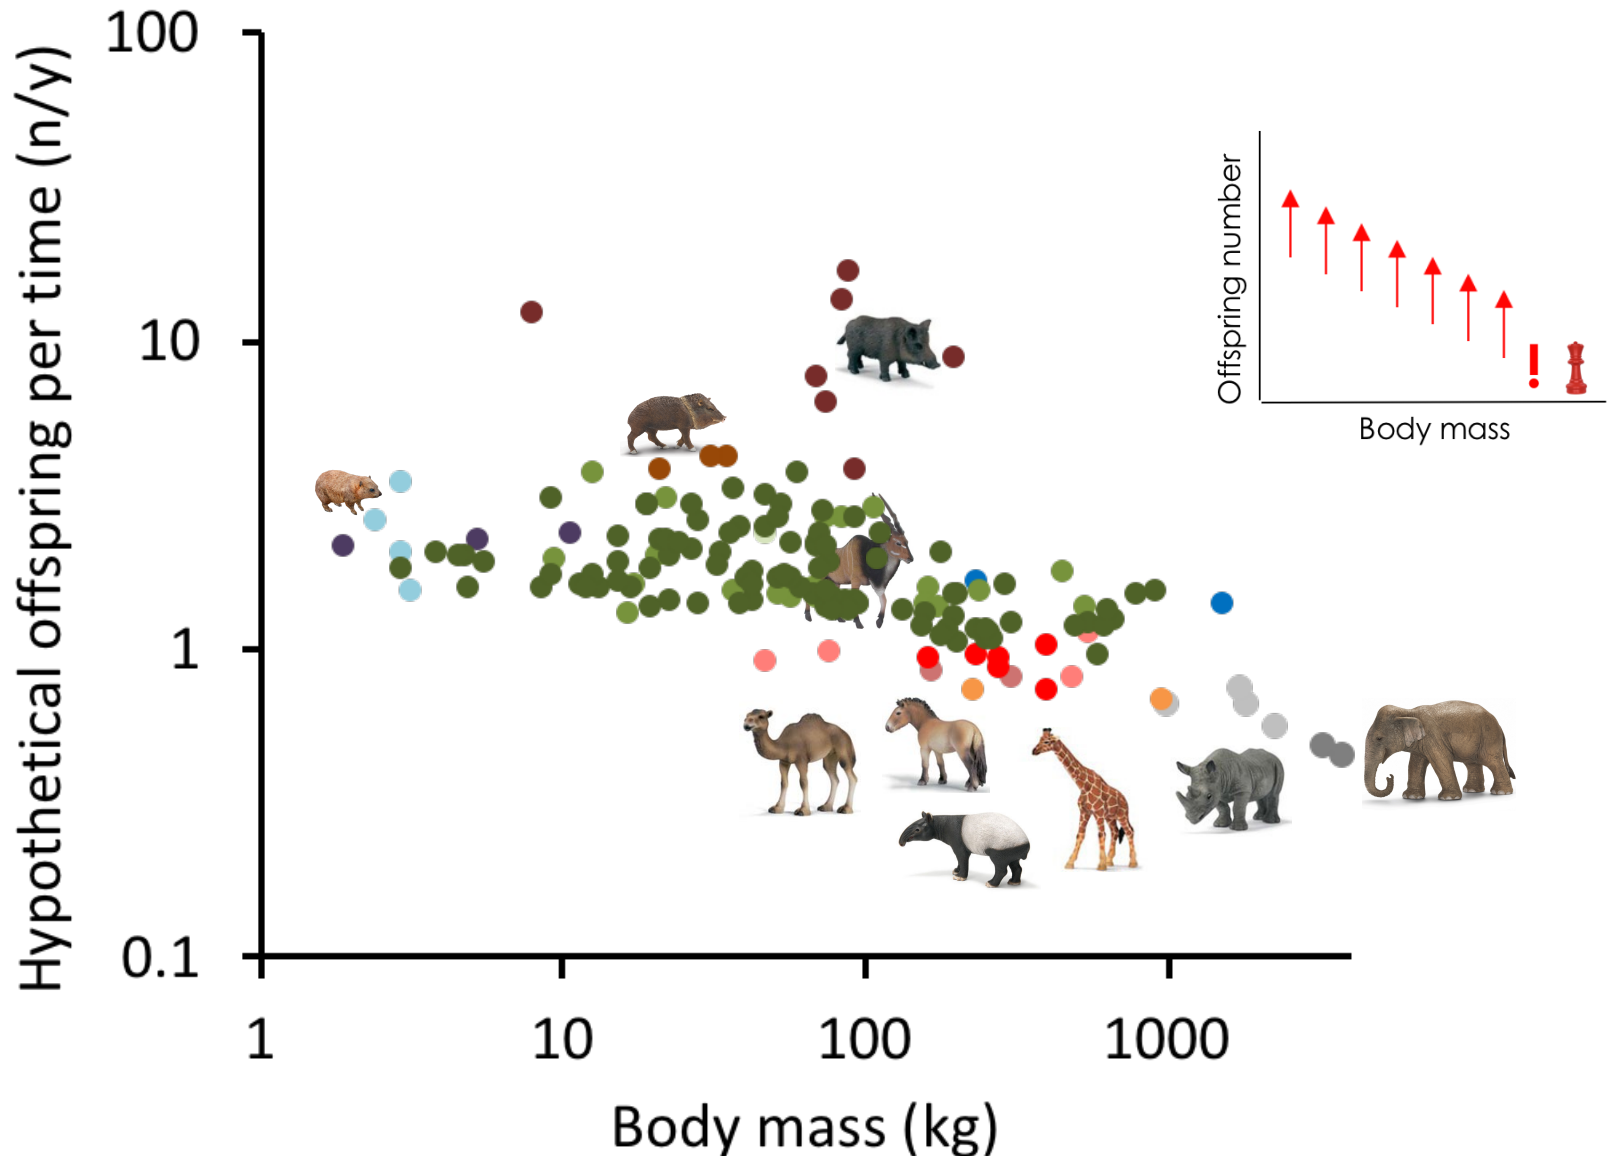 Hypothetical offspring per time (n/y)
100
10
1
0.1
1
10
100
1000
Body mass (kg)
Offspring number
Body mass